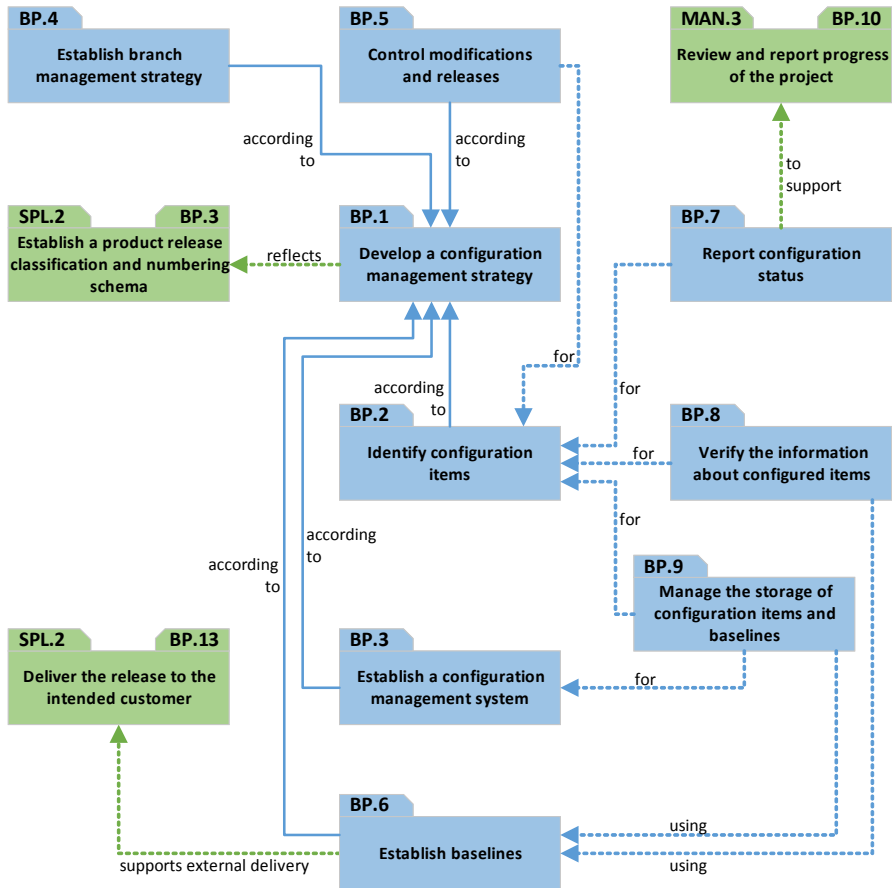 BP.4
Establish branch
management strategy
BP.5
Control modifications
and releases
MAN.3 BP.10
Review and report progress
of the project
according
to
according
to
to
support
SPL.2 BP.3
Establish a product release
classification and numbering
schema
reflects
BP.1
Develop a configuration
management strategy
BP.7
Report configuration
status
for
according
to
for
BP.2
Identify configuration
items
for
BP.8
Verify the information
about configured items
for
according
to
according
to
BP.9
Manage the storage of
configuration items and
baselines
SPL.2 BP.13
Deliver the release to the
intended customer
BP.3
Establish a configuration
management system
for
BP.6
Establish baselines
using
using
supports external delivery